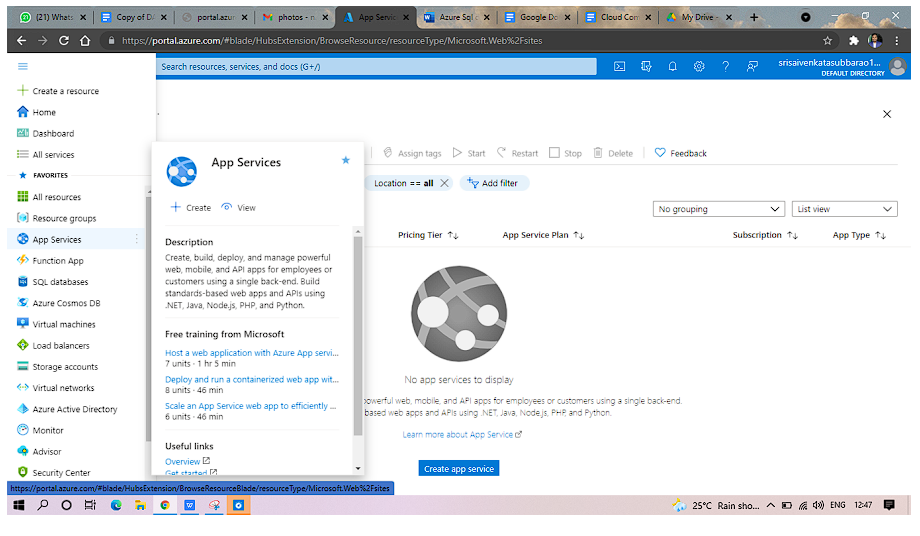 (21) Whats
Copy of Da
portal.azur
photos - n
App Servic
Azure Sql
Google Do
Cloud Con
My Drive -
https://portal.azure.com/#blade/HubsExtension/BrowseResource/resourceType/Microsoft.Web%2Fsites
Search resources, services, and docs (G+/)
srisaivenkatasubbarao1...
DEFAULT DIRECTORY
Create a resource
Home
Dashboard
All services
FAVORITES
All resources
Resource groups
App Services
Function App
SQL databases
Azure Cosmos DB
Virtual machines
Load balancers
Storage accounts
Virtual networks
Azure Active Directory
Monitor
Advisor
Security Center
App Services
Create
View
Description
Create, build, deploy, and manage powerful
web, mobile, and API apps for employees or
customers using a single back-end. Build
standards-based web apps and APIs using
.NET, Java, Node.js, PHP, and Python.
Free training from Microsoft
Host a web application with Azure App servi...
7 units · 1 hr 5 min
Deploy and run a containerized web app wit...
8 units · 46 min
Scale an App Service web app to efficiently ...
6 units · 46 min
Useful links
Overview
Get started
Assign tags
Start
Restart
Stop
Delete
Feedback
Location == all
Add filter
No grouping
List view
Pricing Tier
App Service Plan
Subscription
App Type
No app services to display
powerful web, mobile, and API apps for employees or customers using a single back-end.
based web apps and APIs using .NET, Java, Node.js, PHP, and Python.
Learn more about App Service
Create app service
https://portal.azure.com/#blade/HubsExtension/BrowseResourceBlade/resourceType/Microsoft.Web%2Fsites
25°C Rain sho...
ENG
12:47